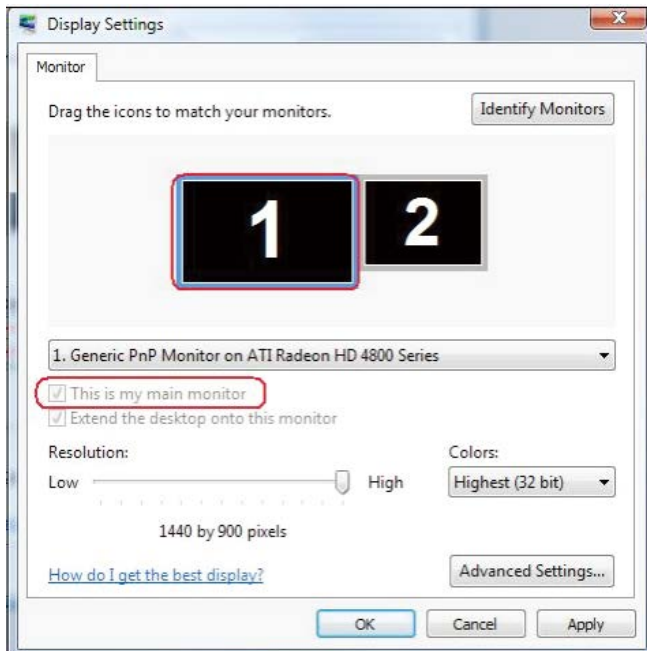 Display Settings
Monitor
Drag the icons to match your monitors.
Identify Monitors
1
2
1. Generic PnP Monitor on ATI Radeon HD 4800 Series
This is my main monitor
Extend the desktop onto this monitor
Resolution:
Colors:
Low
High
Highest (32 bit)
1440 by 900 pixels
How do I get the best display?
Advanced Settings...
OK
Cancel
Apply